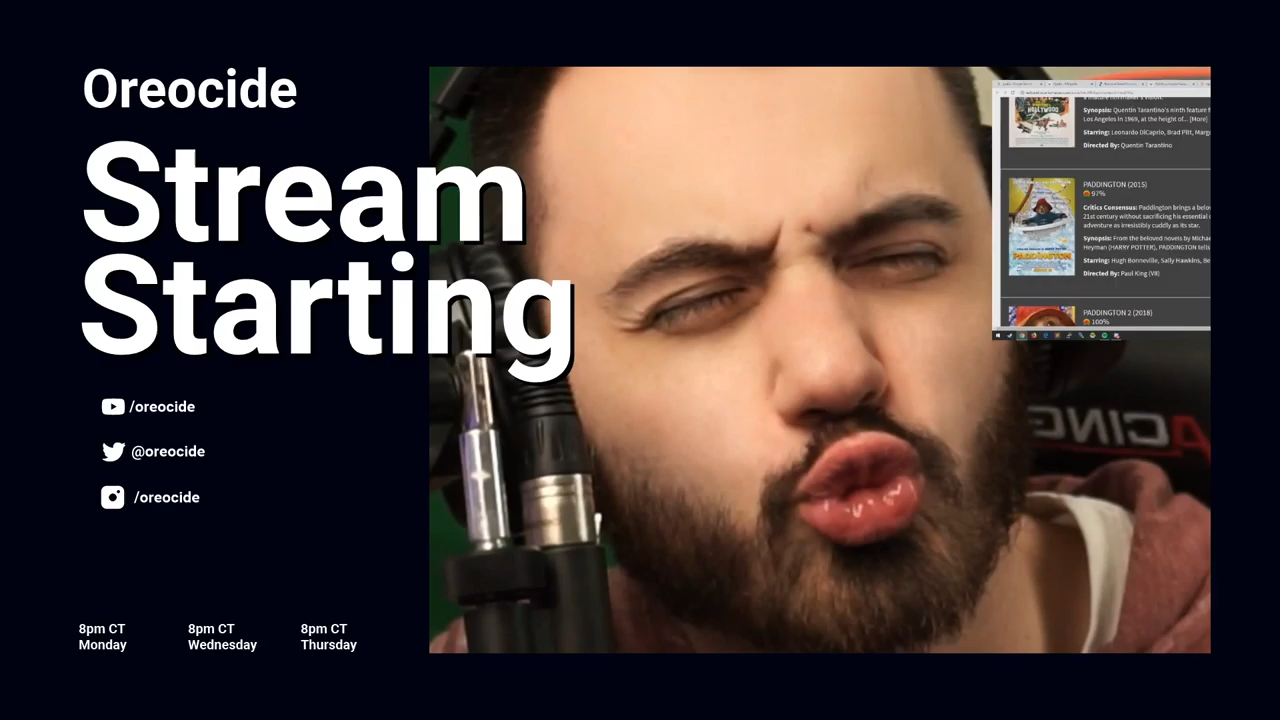 Oreocide
Stream
Starting
/oreocide
@oreocide
/oreocide
8pm CT
Monday
8pm CT
Wednesday
8pm CT
Thursday
HOLLYWOOD
Synopsis: Quentin Tarantino's ninth feature
Los Angeles in 1969, at the height of... [More]
Starring: Leonardo DiCaprio, Brad Pitt,
Directed By: Quentin Tarantino
PADDINGTON (2015)
97%
Critics Consensus: Paddington brings a
21st century without sacrificing his essential
adventure as irresistibly cuddly as its star.
Synopsis: From the beloved novels by
Heyman (HARRY POTTER), PADDINGTON
Starring: Hugh Bonneville, Sally Hawkins,
Directed By: Paul King (VIII)
PADDINGTON
PADDINGTON 2 (2018)
100%
ACING